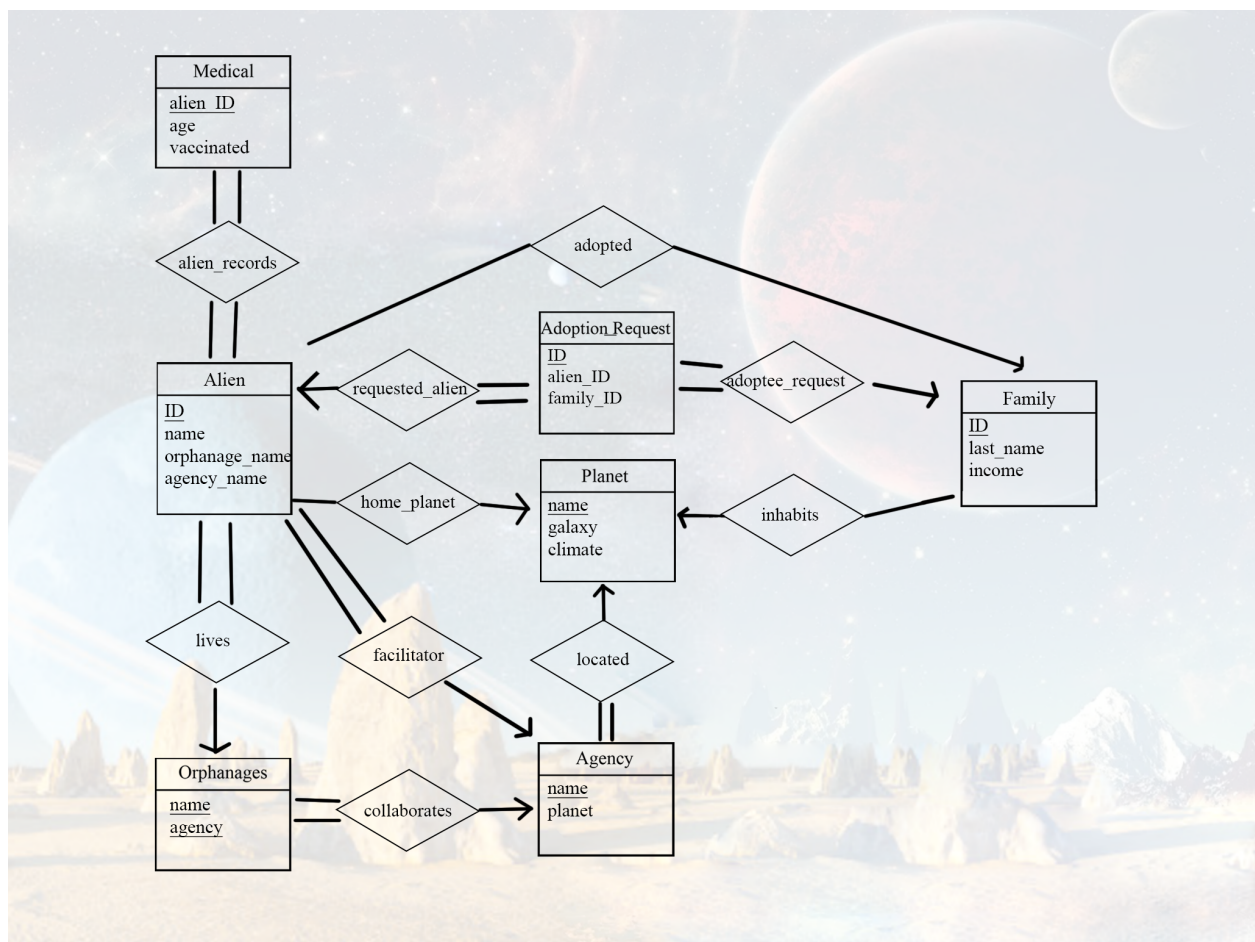 Medical
alien_ID
age
vaccinated
alien_records
adopted
Adoption_Request
ID
alien_ID
family_ID
requested_alien
adoptee_request
Alien
ID
name
orphanage_name
agency_name
Family
ID
last_name
income
home_planet
Planet
name
galaxy
climate
inhabits
lives
facilitator
located
Orphanages
name
agency
collaborates
Agency
name
planet